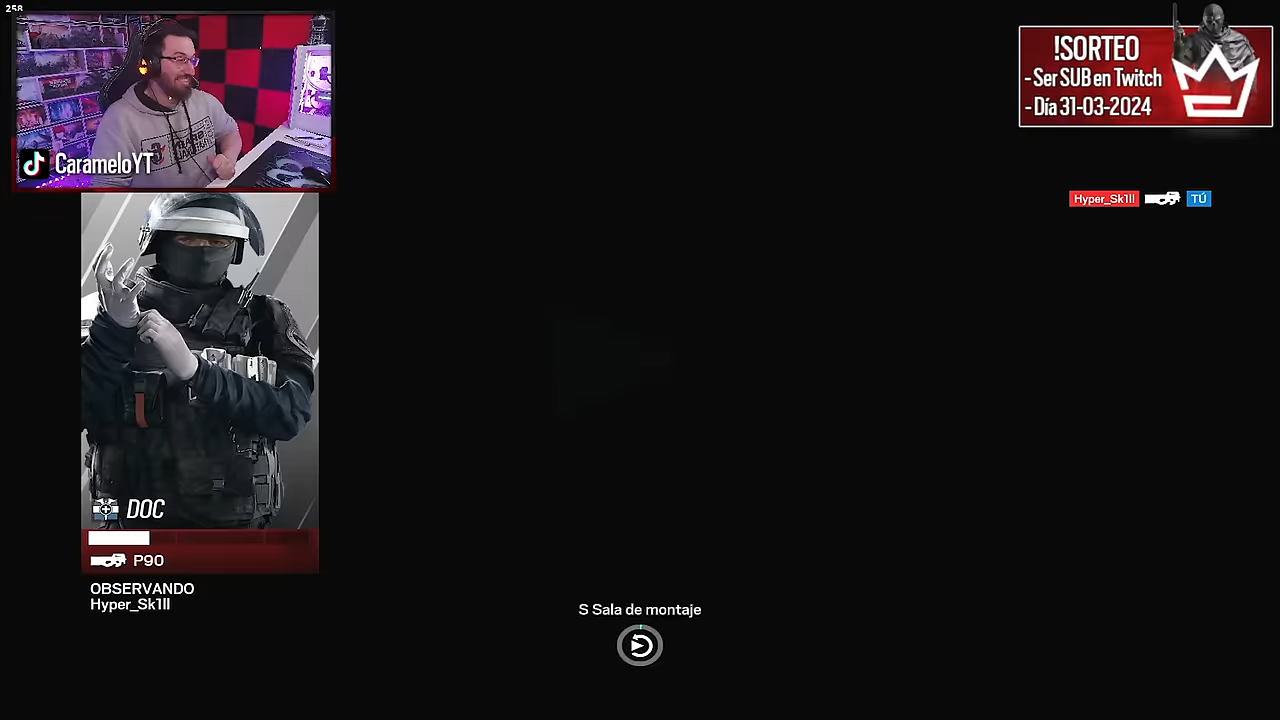 258
CarameloYT
!SORTEO
- Ser SUB en Twitch
- Día 31-03-2024
Hyper_Sk1ll TÚ
DOC
P90
OBSERVANDO
Hyper_Sk1ll
S Sala de montaje